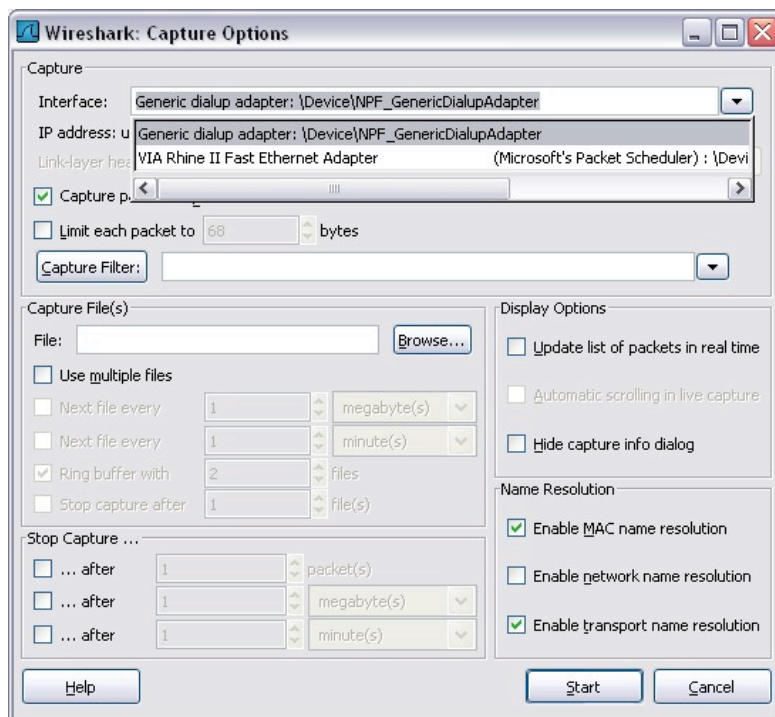 Wireshark: Capture Options
Capture
Interface: Generic dialup adapter: \Device\NPF_GenericDialupAdapter
IP address: u
Generic dialup adapter: \Device\NPF_GenericDialupAdapter
Link-layer hea
VIA Rhine II Fast Ethernet Adapter (Microsoft's Packet Scheduler) : \Devi
Capture p
Limit each packet to 68 bytes
Capture Filter:
Capture File(s)
File: Browse...
Use multiple files
Next file every 1 megabyte(s)
Next file every 1 minute(s)
Ring buffer with 2 files
Stop capture after 1 file(s)
Stop Capture ...
... after 1 packet(s)
... after 1 megabyte(s)
... after 1 minute(s)
Display Options
Update list of packets in real time
Automatic scrolling in live capture
Hide capture info dialog
Name Resolution
Enable MAC name resolution
Enable network name resolution
Enable transport name resolution
Help Start Cancel